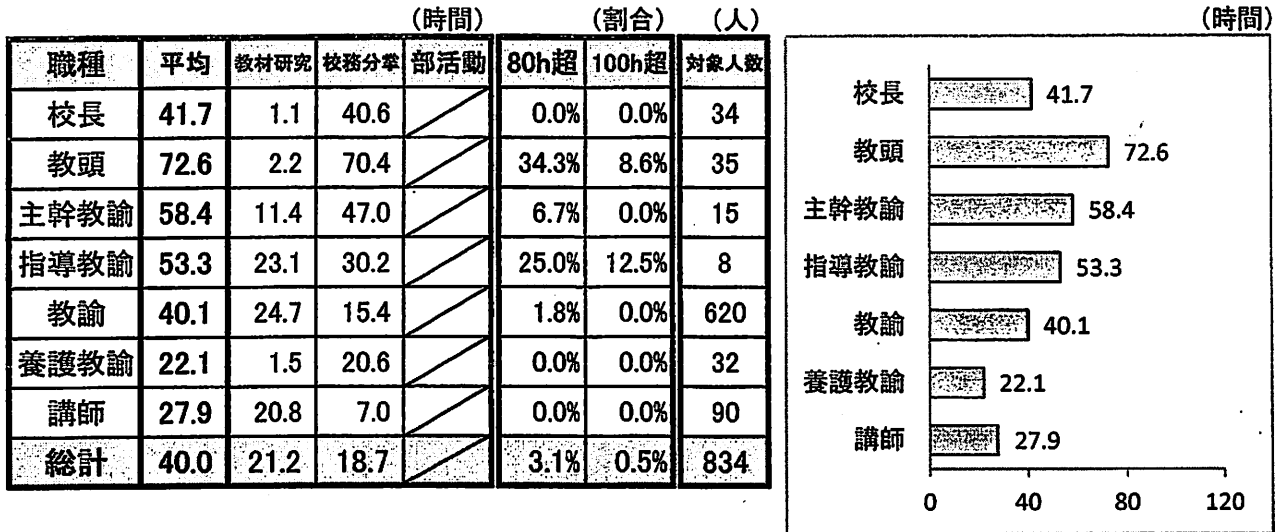 (時間) (割合) (人)
職種 平均 教材研究 校務分掌 部活動 80h超 100h超 対象人数
校長 41.7 1.1 40.6 0.0% 0.0% 34
教頭 72.6 2.2 70.4 34.3% 8.6% 35
主幹教諭 58.4 11.4 47.0 6.7% 0.0% 15
指導教諭 53.3 23.1 30.2 25.0% 12.5% 8
教諭 40.1 24.7 15.4 1.8% 0.0% 620
養護教諭 22.1 1.5 20.6 0.0% 0.0% 32
講師 27.9 20.8 7.0 0.0% 0.0% 90
総計 40.0 21.2 18.7 3.1% 0.5% 834
(時間)
校長 41.7
教頭 72.6
主幹教諭 58.4
指導教諭 53.3
教諭 40.1
養護教諭 22.1
講師 27.9
0 40 80 120